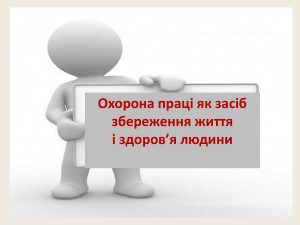 Охорона праці як засіб
збереження життя
і здоров’я людини